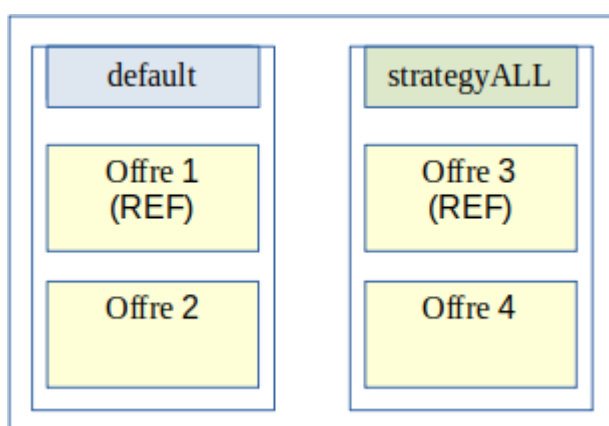 default
Offre 1
(REF)
Offre 2
strategyALL
Offre 3
(REF)
Offre 4